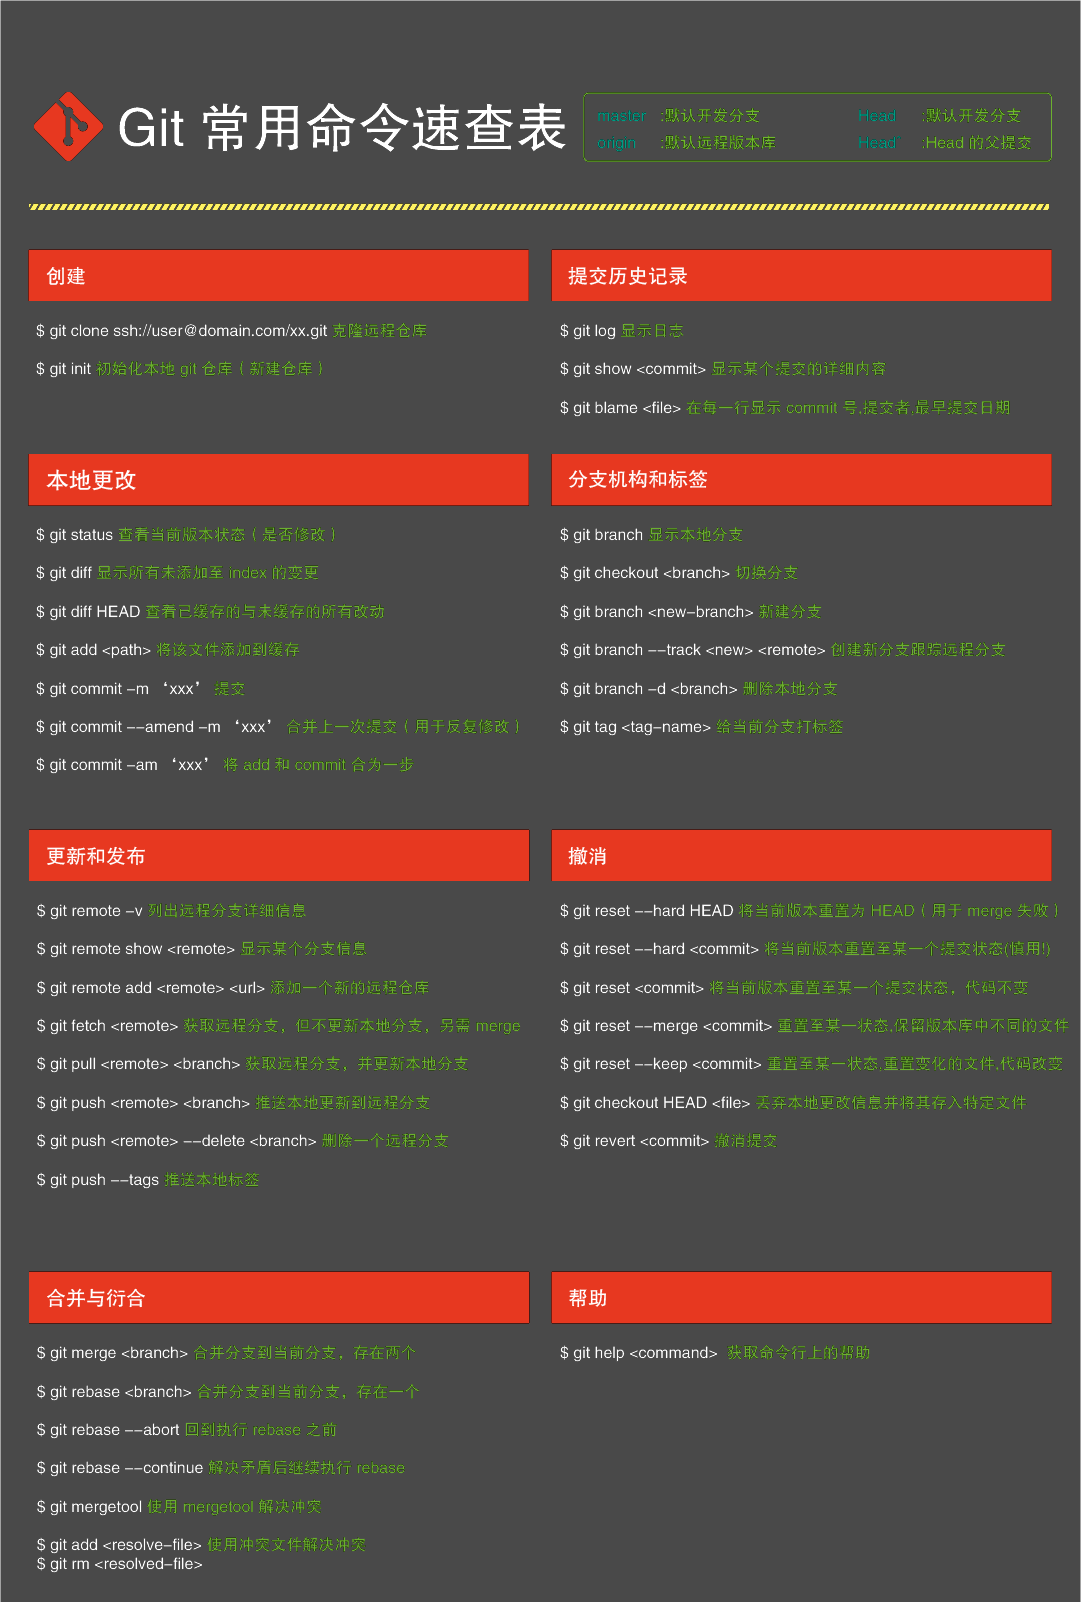 Git 常用命令速查表
master :默认开发分支 Head :默认开发分支
origin :默认远程版本库 Head :Head 的父提交
创建
$ git clone ssh://user@domain.com/xx.git 克隆远程仓库
$ git init 初始化本地 git 仓库（新建仓库）
提交历史记录
$ git log 显示日志
$ git show <commit> 显示某个提交的详细内容
$ git blame <file> 在每一行显示 commit 号,提交者,最早提交日期
本地更改
$ git status 查看当前版本状态（是否修改）
$ git diff 显示所有未添加至 index 的变更
$ git diff HEAD 查看已缓存的与未缓存的所有改动
$ git add <path> 将该文件添加到缓存
$ git commit -m ‘xxx’ 提交
$ git commit --amend -m ‘xxx’ 合并上一次提交（用于反复修改）
$ git commit -am ‘xxx’ 将 add 和 commit 合为一步
分支机构和标签
$ git branch 显示本地分支
$ git checkout <branch> 切换分支
$ git branch <new-branch> 新建分支
$ git branch --track <new> <remote> 创建新分支跟踪远程分支
$ git branch -d <branch> 删除本地分支
$ git tag <tag-name> 给当前分支打标签
更新和发布
$ git remote -v 列出远程分支详细信息
$ git remote show <remote> 显示某个分支信息
$ git remote add <remote> <url> 添加一个新的远程仓库
$ git fetch <remote> 获取远程分支，但不更新本地分支，另需 merge
$ git pull <remote> <branch> 获取远程分支，并更新本地分支
$ git push <remote> <branch> 推送本地更新到远程分支
$ git push <remote> --delete <branch> 删除一个远程分支
$ git push --tags 推送本地标签
撤消
$ git reset --hard HEAD 将当前版本重置为 HEAD（用于 merge 失败）
$ git reset --hard <commit> 将当前版本重置至某一个提交状态(慎用!)
$ git reset <commit> 将当前版本重置至某一个提交状态，代码不变
$ git reset --merge <commit> 重置至某一状态,保留版本库中不同的文件
$ git reset --keep <commit> 重置至某一状态,重置变化的文件,代码改变
$ git checkout HEAD <file> 丢弃本地更改信息并将其存入特定文件
$ git revert <commit> 撤消提交
合并与衍合
$ git merge <branch> 合并分支到当前分支，存在两个
$ git rebase <branch> 合并分支到当前分支，存在一个
$ git rebase --abort 回到执行 rebase 之前
$ git rebase --continue 解决矛盾后继续执行 rebase
$ git mergetool 使用 mergetool 解决冲突
$ git add <resolve-file> 使用冲突文件解决冲突
$ git rm <resolved-file>
帮助
$ git help <command> 获取命令行上的帮助